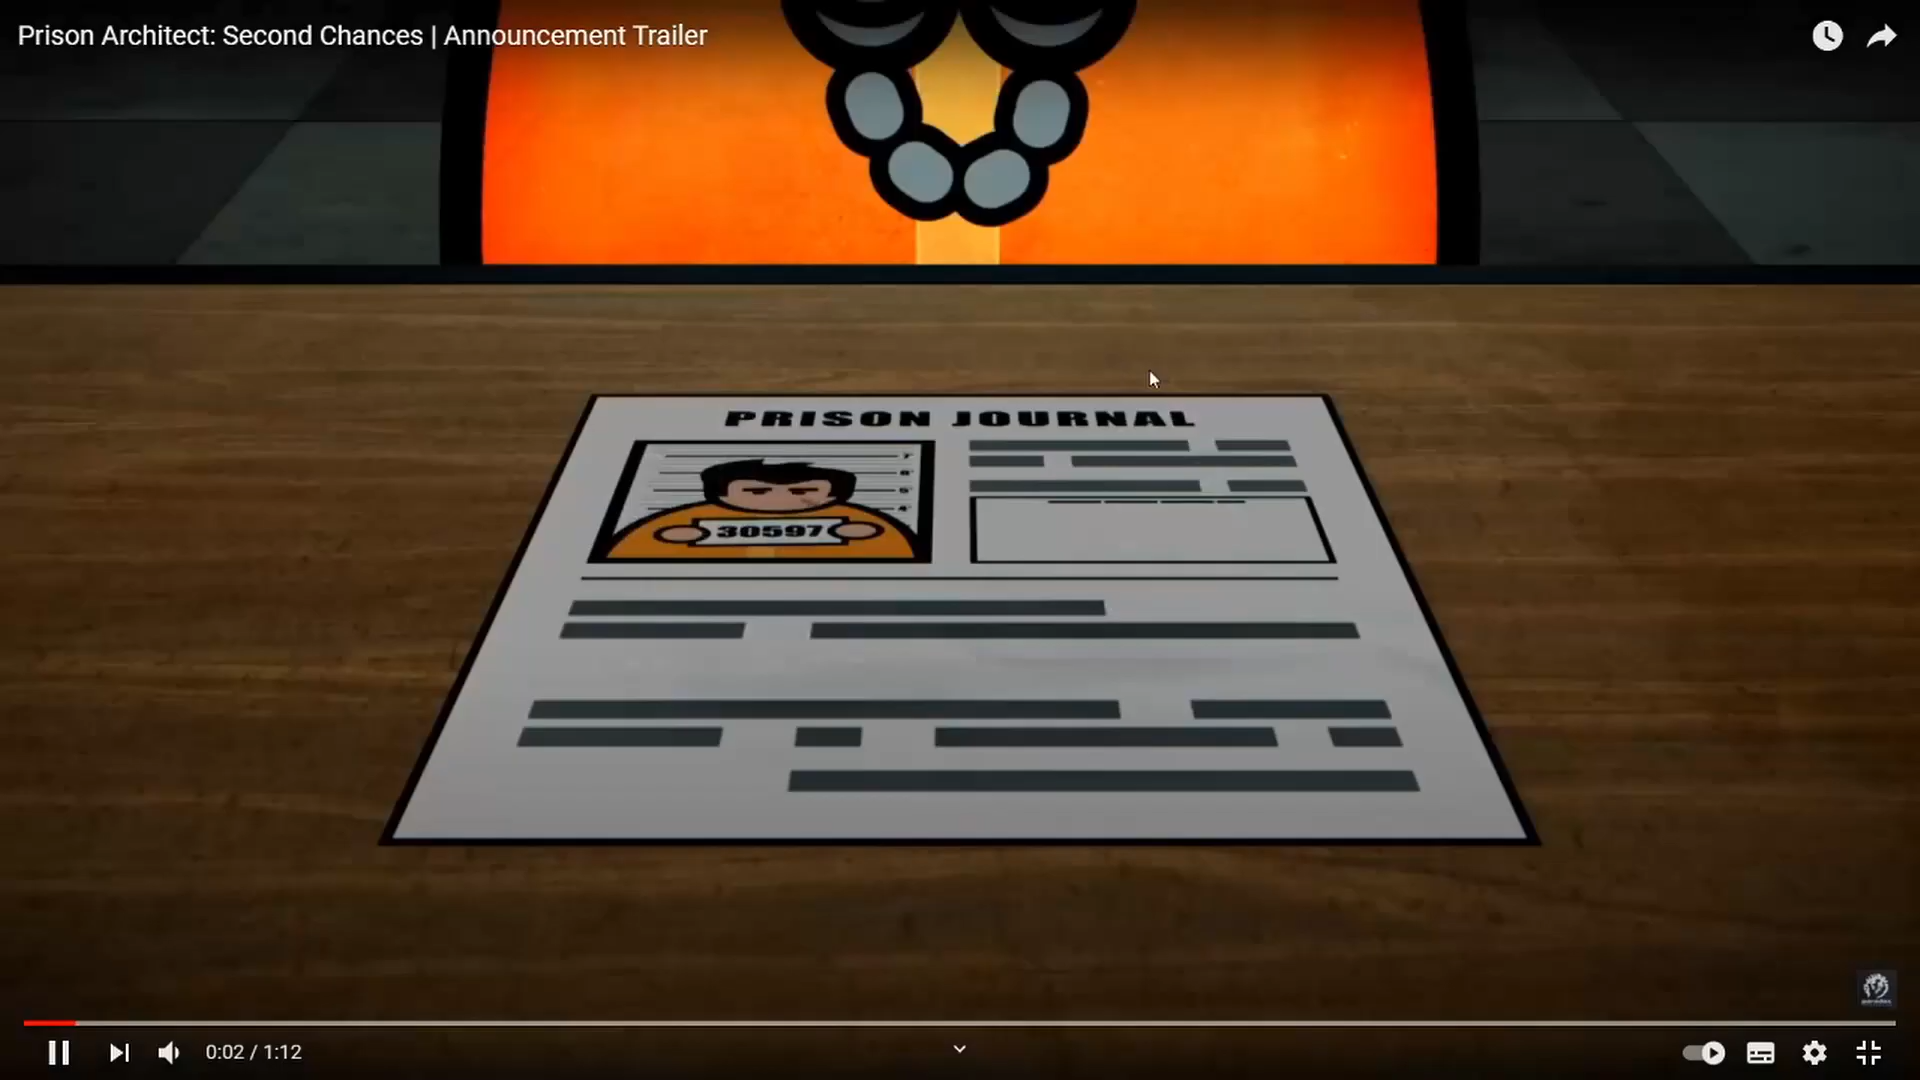 Prison Architect: Second Chances | Announcement Trailer
PRISON JOURNAL
30597
0:02 / 1:12